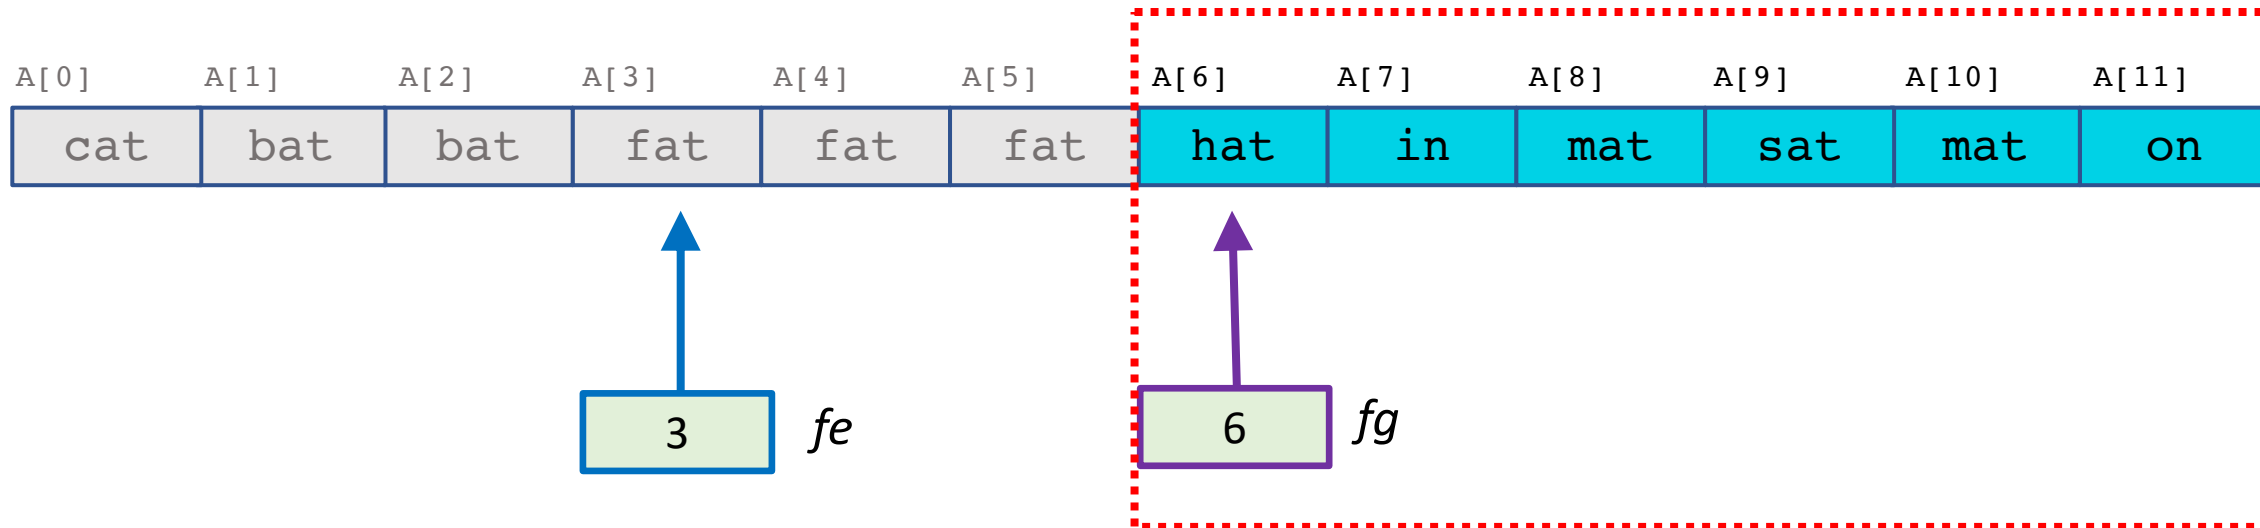 A[0] A[1] A[2] A[3] A[4] A[5] A[6] A[7] A[8] A[9] A[10] A[11]
cat bat bat fat fat fat hat in mat sat mat on
3 fe 6 fg